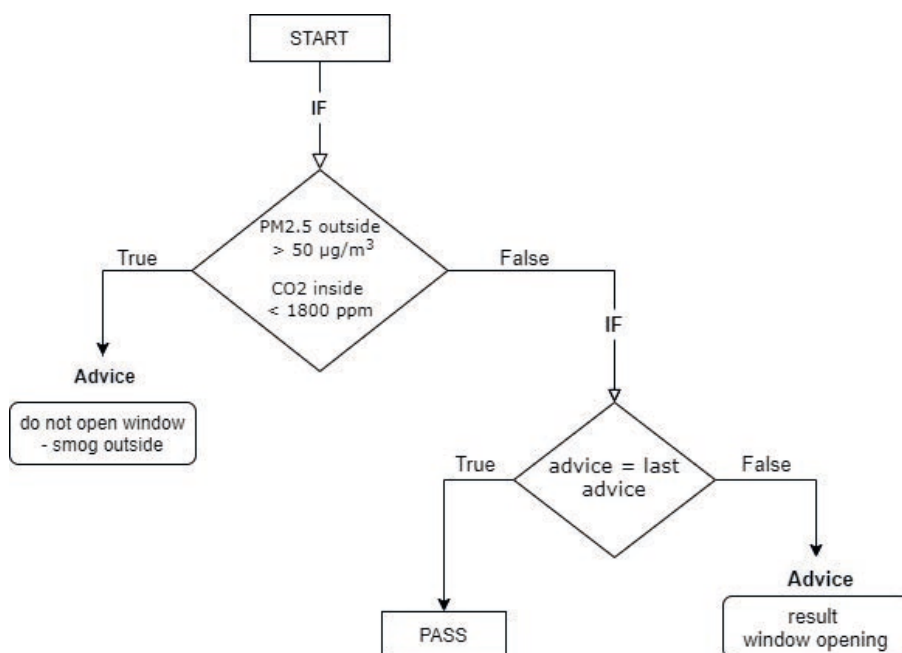 START
IF
PM2.5 outside
> 50 µg/m³
CO2 inside
< 1800 ppm
True
False
Advice
do not open window
- smog outside
IF
advice = last
advice
True
False
PASS
Advice
result
window opening